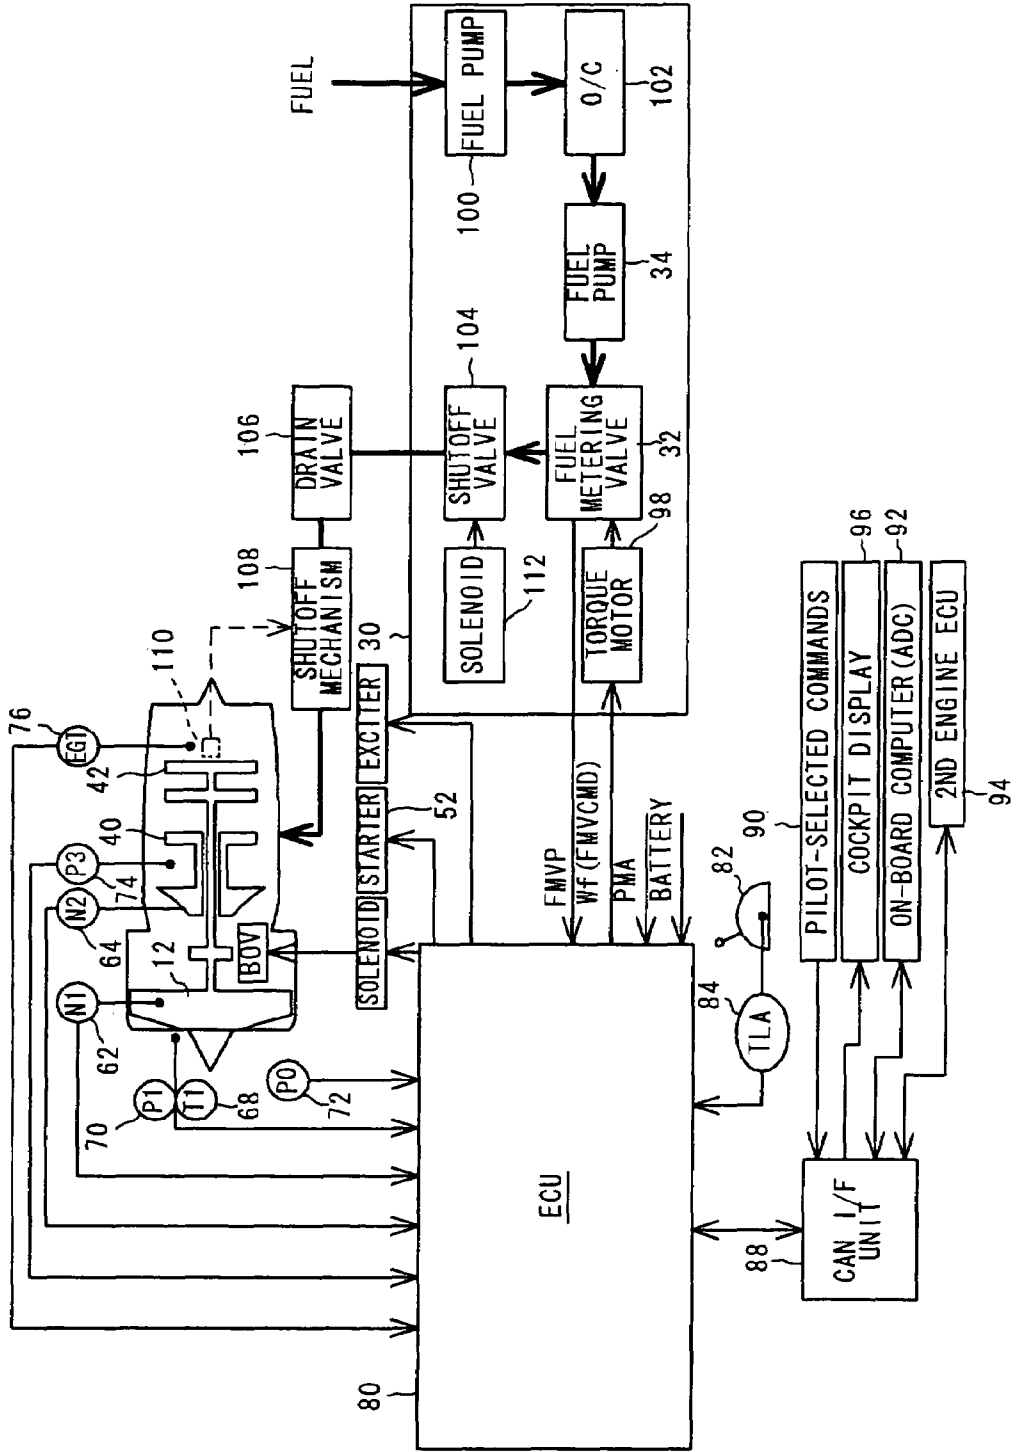 76
EGT
P3
74
N2
64
N1
62
P1
70
T1
68
P0
72
42
40
12
110
BOV
108
SHUTOFF
MECHANISM
106
DRAIN
VALVE
FUEL
30
EXCITER
STARTER
52
SOLENOID
FUEL PUMP
100
O/C
102
FUEL
PUMP
34
SHUTOFF
VALVE
104
SOLENOID
112
FUEL
METERING
VALVE
32
TORQUE
MOTOR
98
FMVP
Wf(FMVCMD)
PMA
BATTERY
80
ECU
82
84
TLA
88
CAN I/F
UNIT
90
PILOT-SELECTED COMMANDS
COCKPIT DISPLAY
96
ON-BOARD COMPUTER(ADC)
92
2ND ENGINE ECU
94